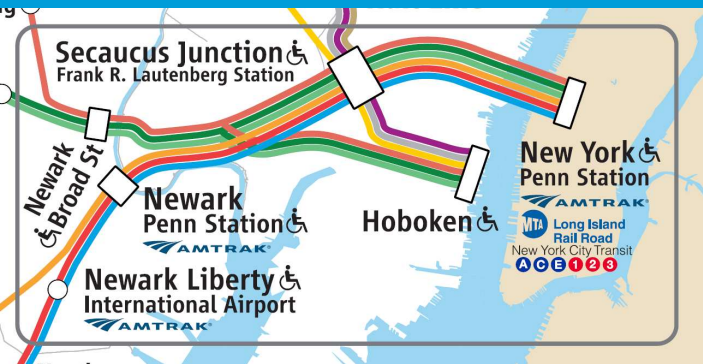 Secaucus Junction
Frank R. Lautenberg Station
Newark
Broad St
Newark
Penn Station
AMTRAK
Hoboken
New York
Penn Station
AMTRAK
MTA Long Island
Rail Road
New York City Transit
A C E 1 2 3
Newark Liberty
International Airport
AMTRAK